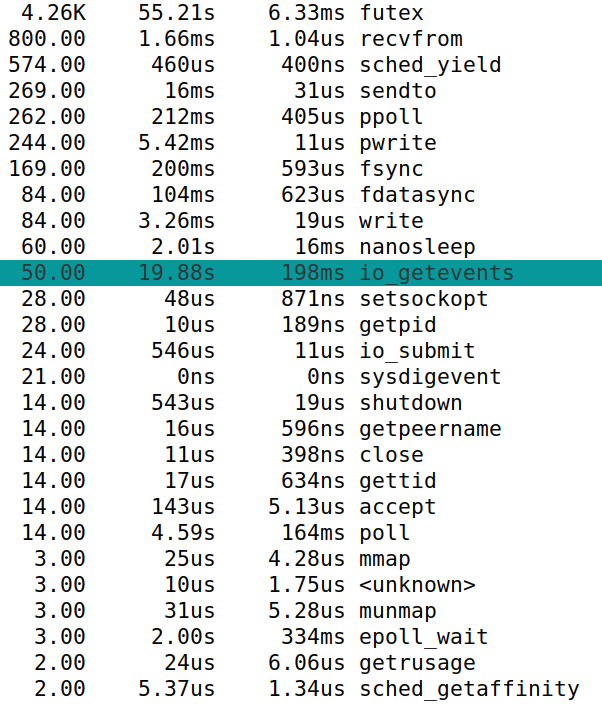 4.26K 55.21s 6.33ms futex
800.00 1.66ms 1.04us recvfrom
574.00 460us 400ns sched_yield
269.00 16ms 31us sendto
262.00 212ms 405us ppoll
244.00 5.42ms 11us pwrite
169.00 200ms 593us fsync
84.00 104ms 623us fdatasync
84.00 3.26ms 19us write
60.00 2.01s 16ms nanosleep
50.00 19.88s 198ms io_getevents
28.00 48us 871ns setsockopt
28.00 10us 189ns getpid
24.00 546us 11us io_submit
21.00 0ns 0ns sysdigevent
14.00 543us 19us shutdown
14.00 16us 596ns getpeername
14.00 11us 398ns close
14.00 17us 634ns gettid
14.00 143us 5.13us accept
14.00 4.59s 164ms poll
3.00 25us 4.28us mmap
3.00 10us 1.75us <unknown>
3.00 31us 5.28us munmap
3.00 2.00s 334ms epoll_wait
2.00 24us 6.06us getrusage
2.00 5.37us 1.34us sched_getaffinity